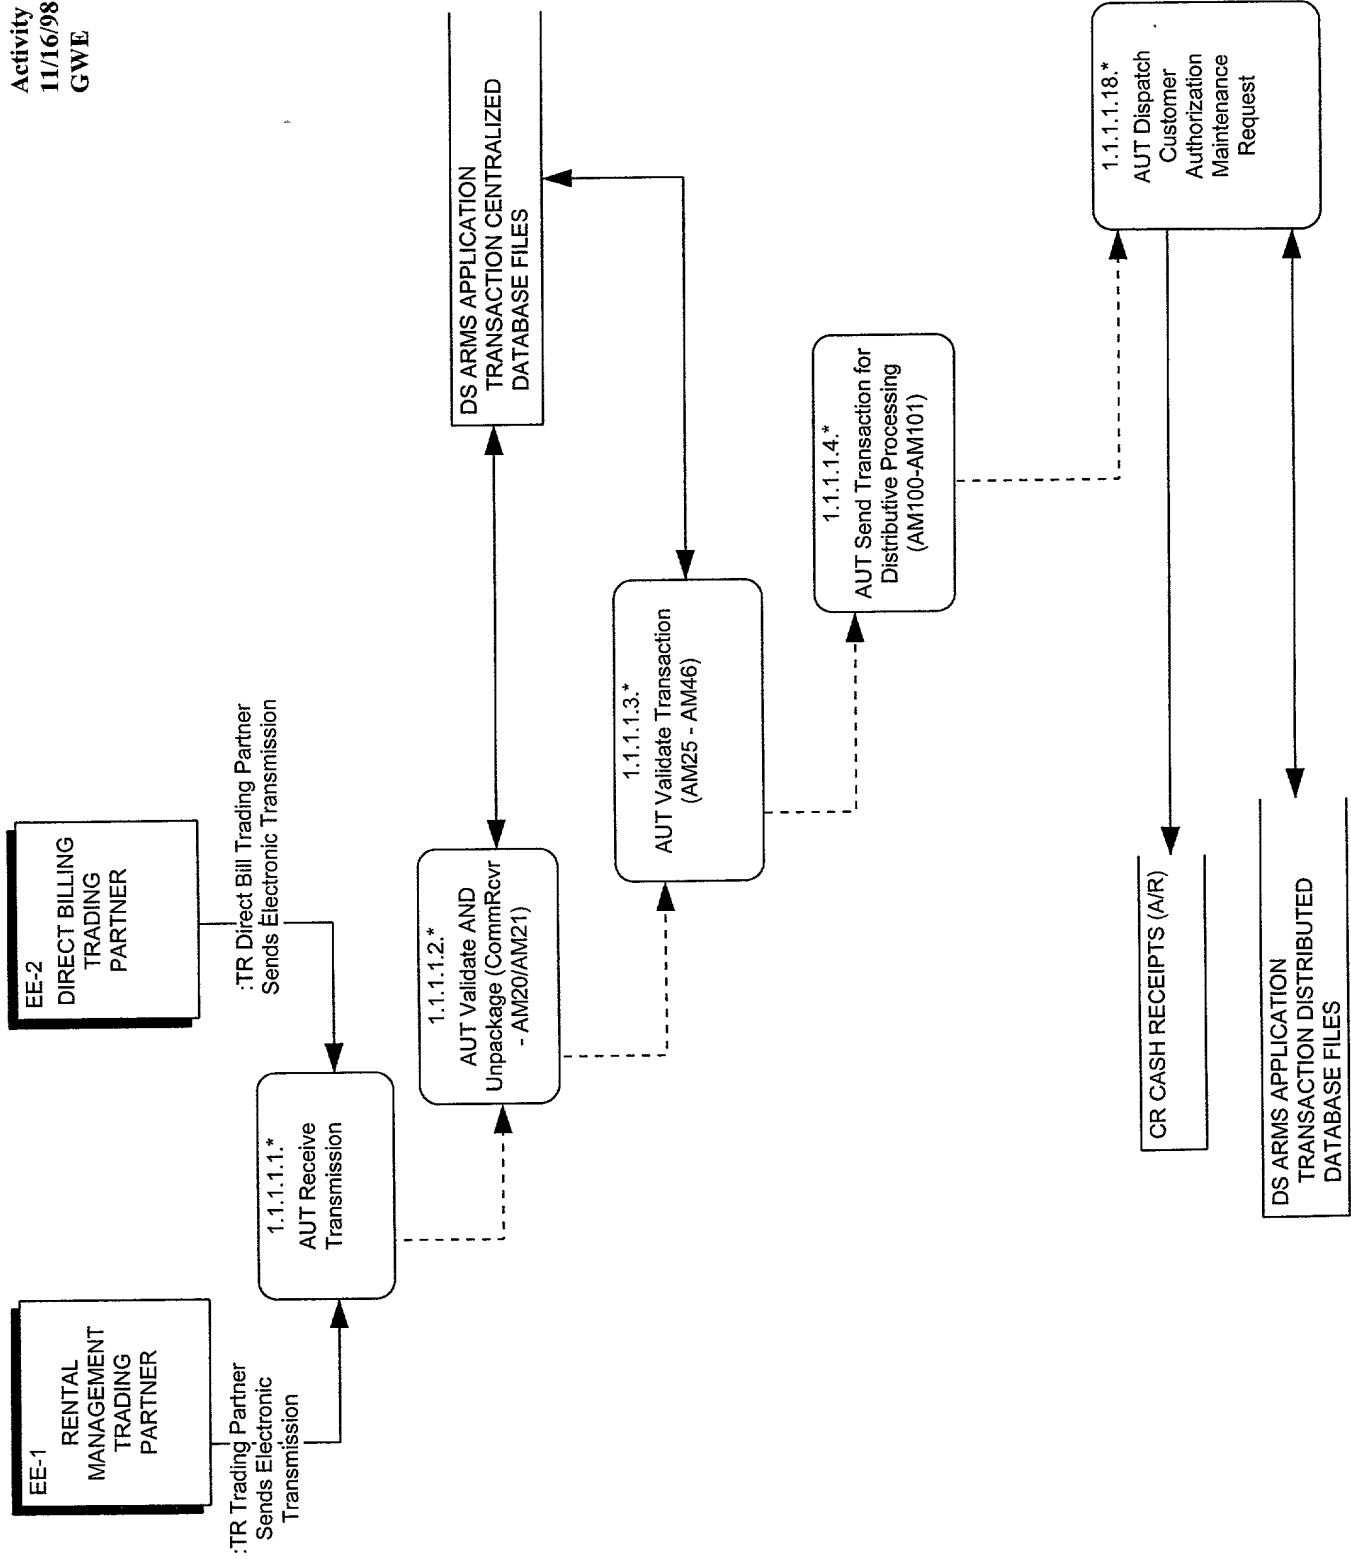 Activity
11/16/98
GWE
EE-1
RENTAL
MANAGEMENT
TRADING
PARTNER
:TR Trading Partner
Sends Electronic
Transmission
EE-2
DIRECT BILLING
TRADING
PARTNER
:TR Direct Bill Trading Partner
Sends Electronic Transmission
1.1.1.1.1.*
AUT Receive
Transmission
1.1.1.1.2.*
AUT Validate AND
Unpackage (CommRcvr
- AM20/AM21)
DS ARMS APPLICATION
TRANSACTION CENTRALIZED
DATABASE FILES
1.1.1.1.3.*
AUT Validate Transaction
(AM25 - AM46)
1.1.1.1.4.*
AUT Send Transaction for
Distributive Processing
(AM100-AM101)
1.1.1.1.18.*
AUT Dispatch
Customer
Authorization
Maintenance
Request
CR CASH RECEIPTS (A/R)
DS ARMS APPLICATION
TRANSACTION DISTRIBUTED
DATABASE FILES